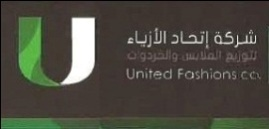 شركة إتحاد الأزياء
لتوزيع الملابس والخردوات
United Fashions co.